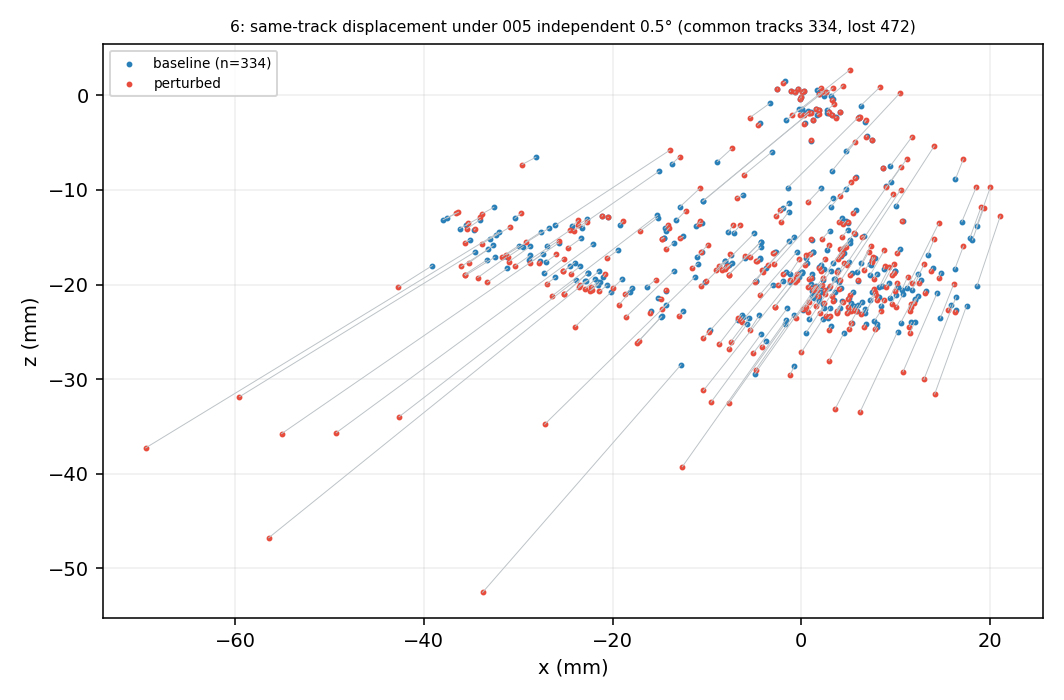 6: same-track displacement under 005 independent 0.5° (common tracks 334, lost 472)
baseline (n=334)
perturbed
0
−10
−20
−30
−40
−50
z (mm)
−60
−40
−20
0
20
x (mm)